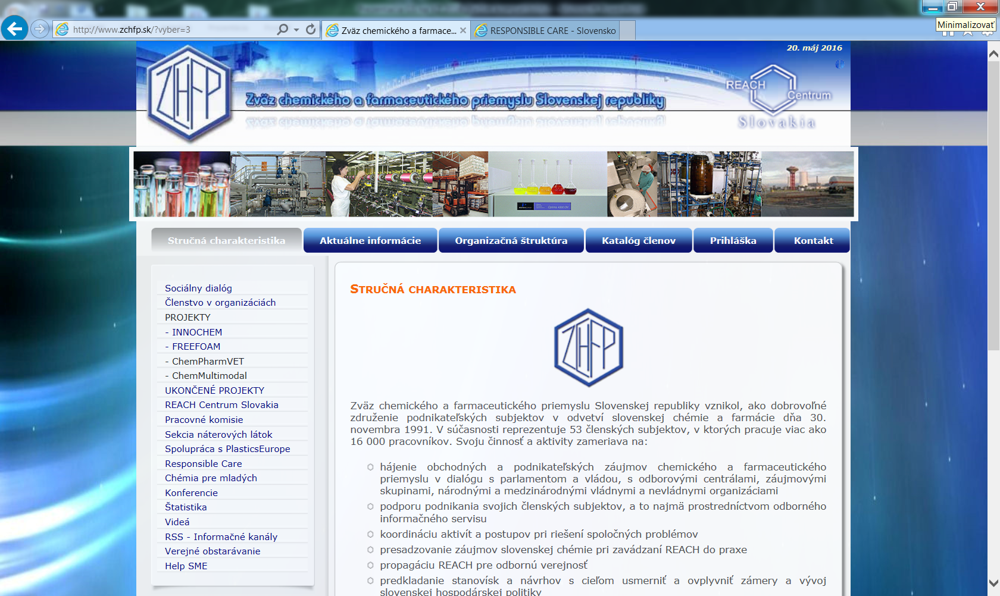 http://www.zchfp.sk/?vyber=3
Zväz chemického a farmace...
RESPONSIBLE CARE - Slovensko
Minimalizovať
20. máj 2016
ZCHFP
Zväz chemického a farmaceutického priemyslu Slovenskej republiky
REACH
Centrum
Slovakia
Stručná charakteristika
Aktuálne informácie
Organizačná štruktúra
Katalóg členov
Prihláška
Kontakt
Sociálny dialóg
Členstvo v organizáciách
PROJEKTY
- INNOCHEM
- FREEFOAM
- ChemPharmVET
- ChemMultimodal
UKONČENÉ PROJEKTY
REACH Centrum Slovakia
Pracovné komisie
Sekcia náterových látok
Spolupráca s PlasticsEurope
Responsible Care
Chémia pre mladých
Konferencie
Štatistika
Videá
RSS - Informačné kanály
Verejné obstarávanie
Help SME
STRUČNÁ CHARAKTERISTIKA
ZCHFP
Zväz chemického a farmaceutického priemyslu Slovenskej republiky vznikol, ako dobrovoľné
združenie podnikateľských subjektov v odvetví slovenskej chémie a farmácie dňa 30.
novembra 1991. V súčasnosti reprezentuje 53 členských subjektov, v ktorých pracuje viac ako
16 000 pracovníkov. Svoju činnosť a aktivity zameriava na:
hájenie obchodných a podnikateľských záujmov chemického a farmaceutického
priemyslu v dialógu s parlamentom a vládou, s odborovými centrálami, záujmovými
skupinami, národnými a medzinárodnými vládnymi a nevládnymi organizáciami
podporu podnikania svojich členských subjektov, a to najmä prostredníctvom odborného
informačného servisu
koordináciu aktivít a postupov pri riešení spoločných problémov
presadzovanie záujmov slovenskej chémie pri zavádzaní REACH do praxe
propagáciu REACH pre odbornú verejnosť
predkladanie stanovísk a návrhov s cieľom usmerniť a ovplyvniť zámery a vývoj
slovenskej hospodárskej politiky